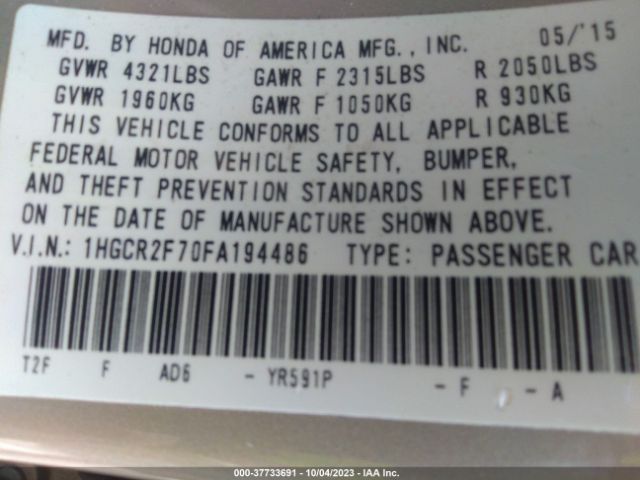 MFD. BY HONDA OF AMERICA MFG., INC. 05/'15
GVWR 4321LBS GAWR F 2315LBS R 2050LBS
GVWR 1960KG GAWR F 1050KG R 930KG
THIS VEHICLE CONFORMS TO ALL APPLICABLE
FEDERAL MOTOR VEHICLE SAFETY, BUMPER,
AND THEFT PREVENTION STANDARDS IN EFFECT
ON THE DATE OF MANUFACTURE SHOWN ABOVE.
V.I.N.: 1HGCR2F70FA194486 TYPE: PASSENGER CAR
T2F F AD6 - YR591P - F - A
000-37733691 - 10/04/2023 - IAA Inc.